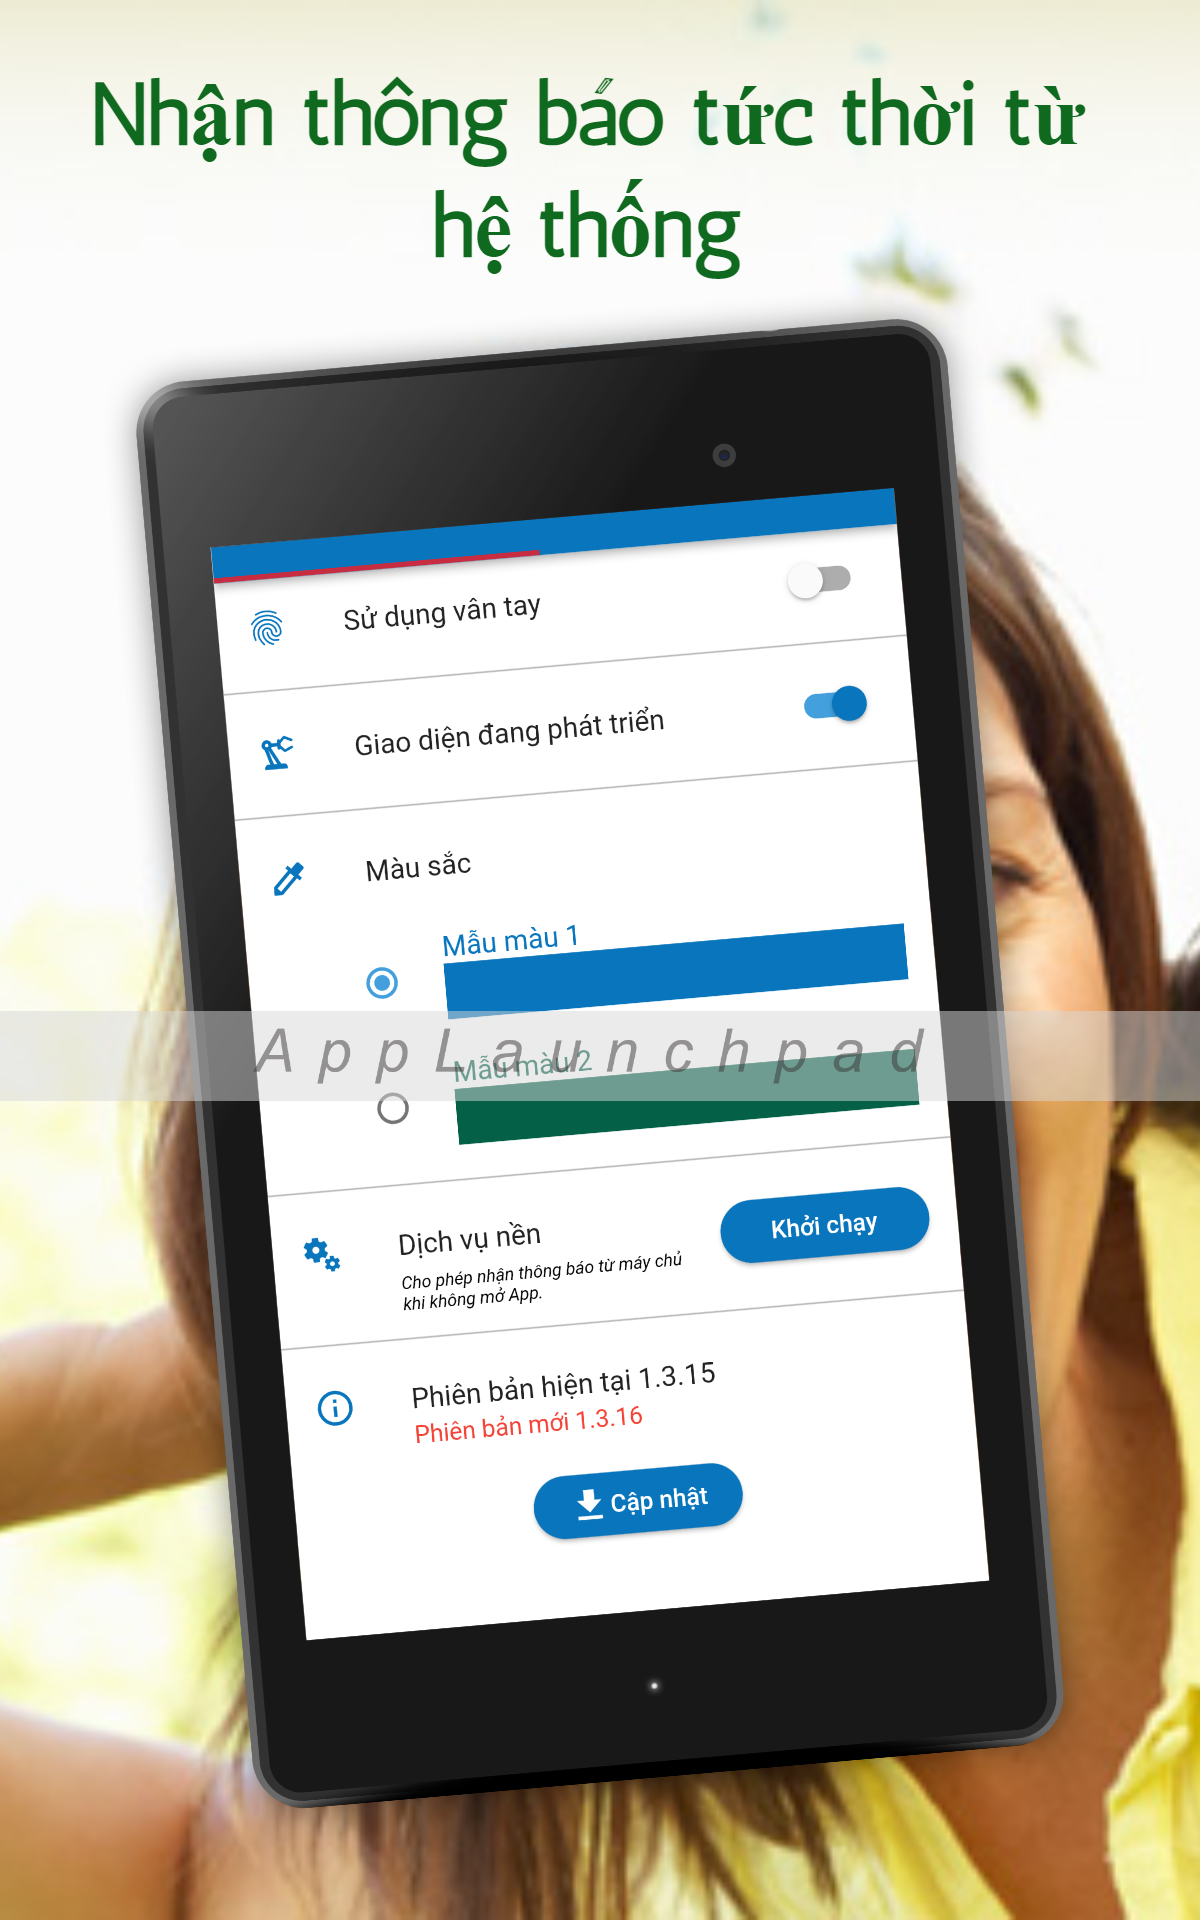 Nhận thông báo tức thời từ
hệ thống
Sử dụng vân tay
Giao diện đang phát triển
Màu sắc
Mẫu màu 1
AppLaunchpad
Mẫu màu 2
Dịch vụ nền
Khởi chạy
Cho phép nhận thông báo từ máy chủ
khi không mở App.
Phiên bản hiện tại 1.3.15
Phiên bản mới 1.3.16
Cập nhật